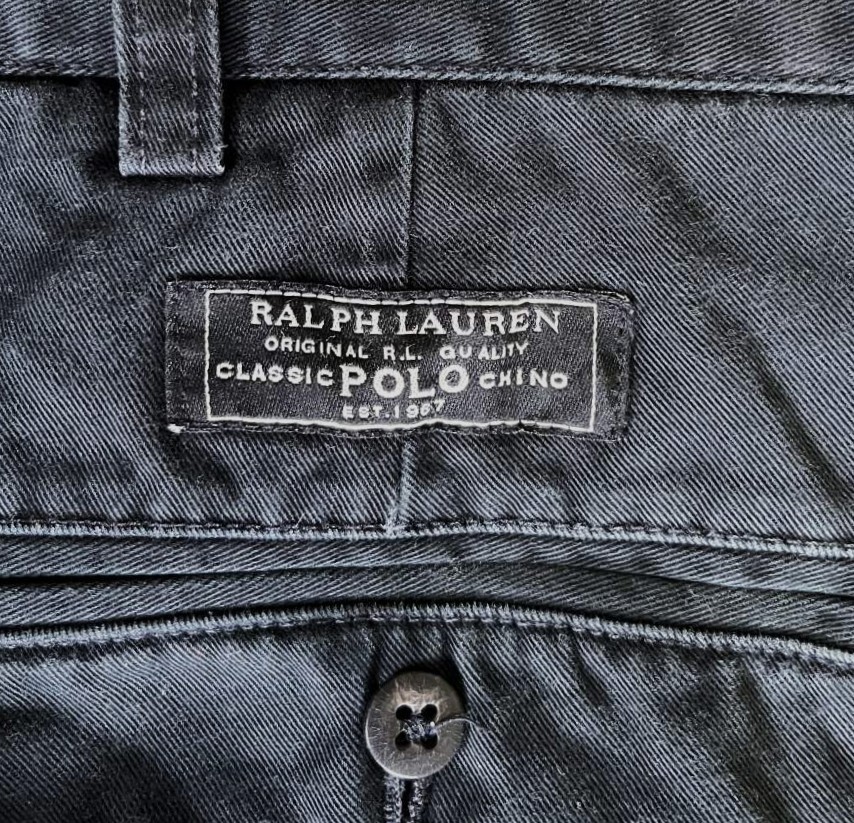 RALPH LAUREN
ORIGINAL R.L. QUALITY
CLASSIC POLO CHINO
EST. 1967